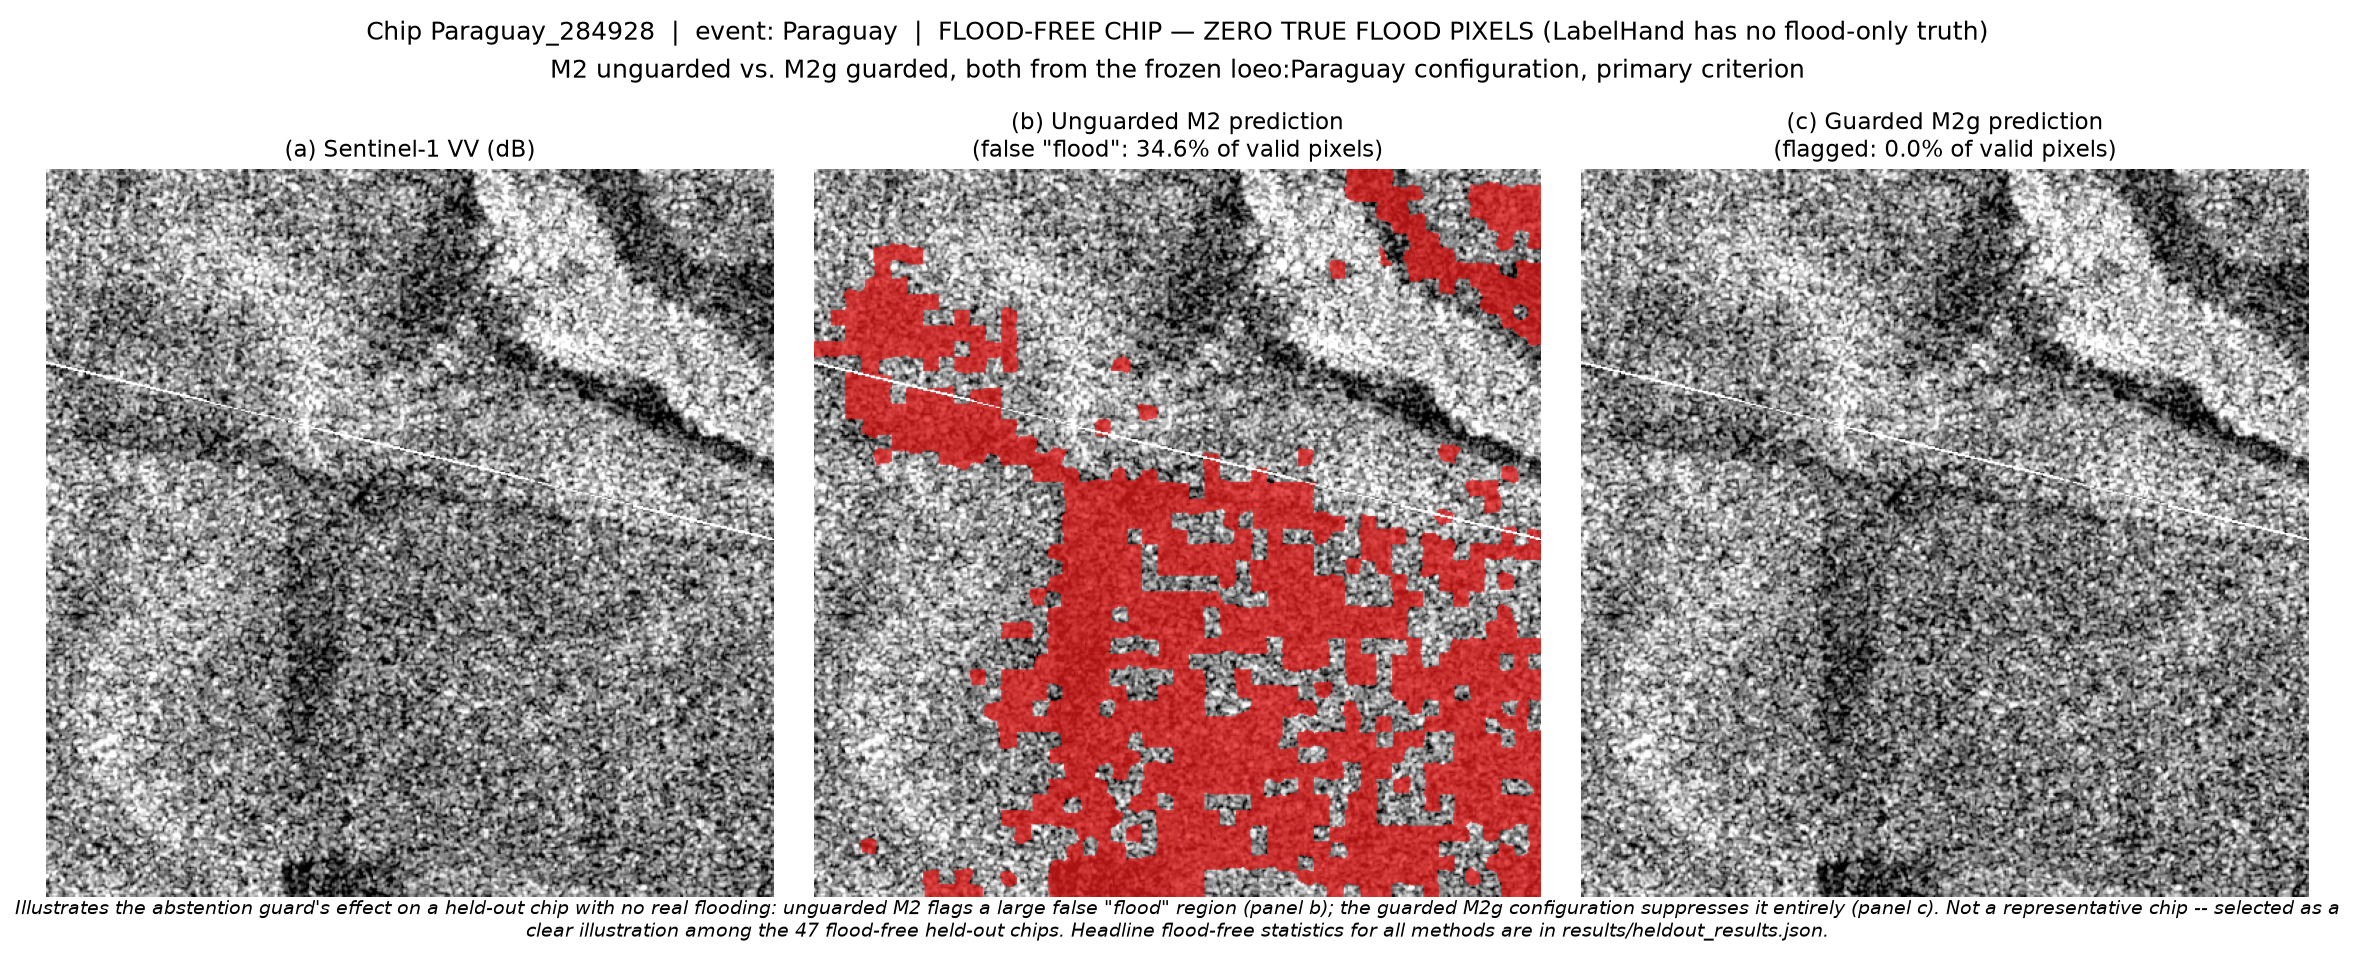 Chip Paraguay_284928 | event: Paraguay | FLOOD-FREE CHIP — ZERO TRUE FLOOD PIXELS (LabelHand has no flood-only truth)
M2 unguarded vs. M2g guarded, both from the frozen loeo:Paraguay configuration, primary criterion
(a) Sentinel-1 VV (dB)
(b) Unguarded M2 prediction
(false "flood": 34.6% of valid pixels)
(c) Guarded M2g prediction
(flagged: 0.0% of valid pixels)
Illustrates the abstention guard's effect on a held-out chip with no real flooding: unguarded M2 flags a large false "flood" region (panel b); the guarded M2g configuration suppresses it entirely (panel c). Not a representative chip -- selected as a
clear illustration among the 47 flood-free held-out chips. Headline flood-free statistics for all methods are in results/heldout_results.json.